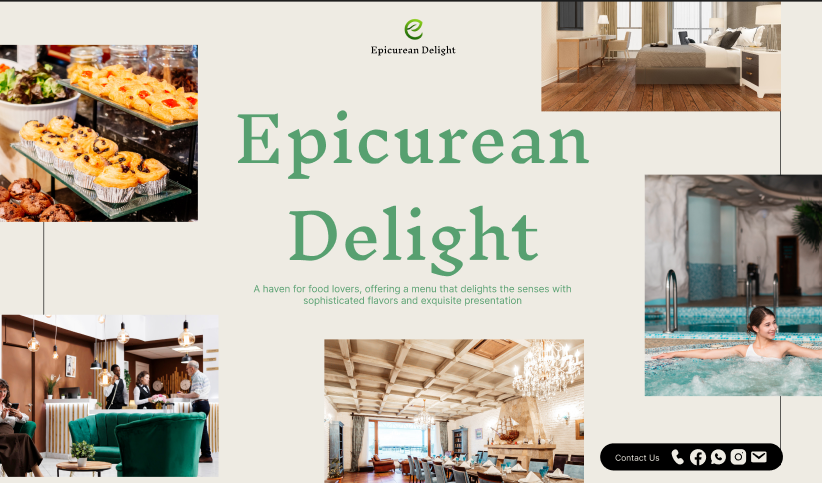 Epicurean Delight
Epicurean
Delight
A haven for food lovers, offering a menu that delights the senses with
sophisticated flavors and exquisite presentation
Contact Us